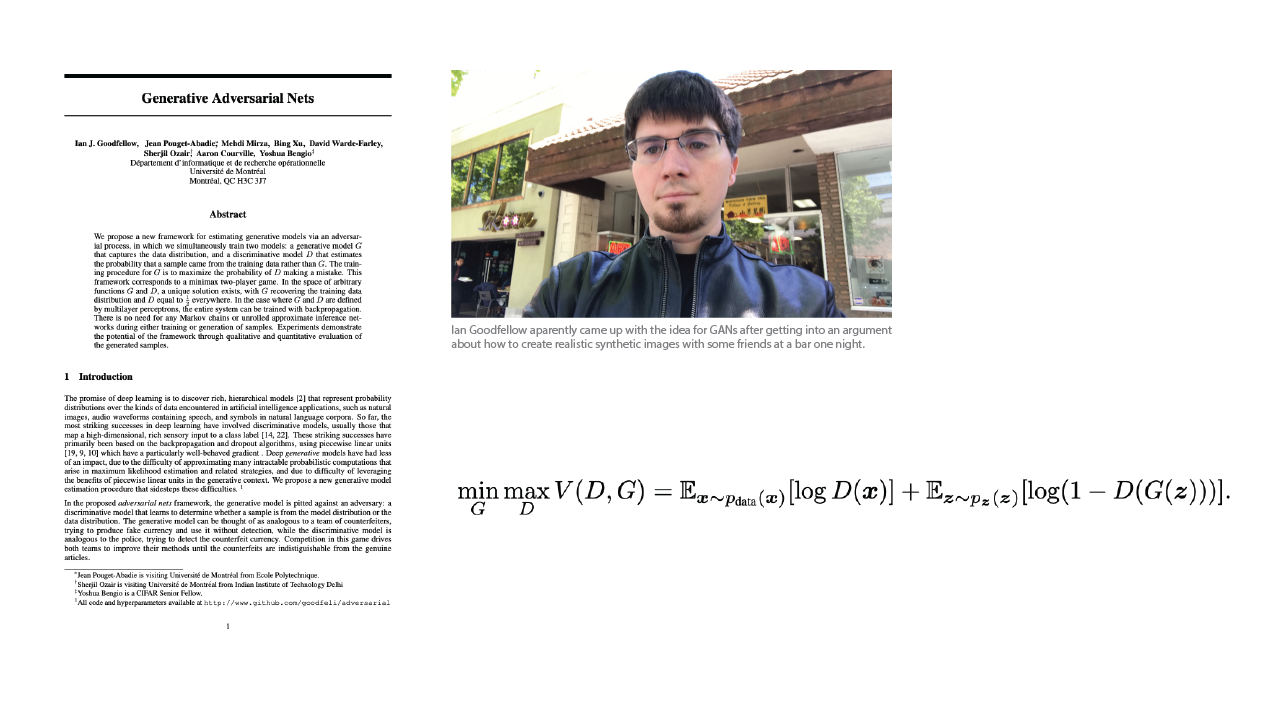 Generative Adversarial Nets
Ian J. Goodfellow, Jean Pouget-Abadie,* Mehdi Mirza, Bing Xu, David Warde-Farley,
Sherjil Ozair,† Aaron Courville, Yoshua Bengio‡
Département d'informatique et de recherche opérationnelle
Université de Montréal
Montréal, QC H3C 3J7
Abstract
We propose a new framework for estimating generative models via an adversar-
ial process, in which we simultaneously train two models: a generative model G
that captures the data distribution, and a discriminative model D that estimates
the probability that a sample came from the training data rather than G. The train-
ing procedure for G is to maximize the probability of D making a mistake. This
framework corresponds to a minimax two-player game. In the space of arbitrary
functions G and D, a unique solution exists, with G recovering the training data
distribution and D equal to 1/2 everywhere. In the case where G and D are defined
by multilayer perceptrons, the entire system can be trained with backpropagation.
There is no need for any Markov chains or unrolled approximate inference net-
works during either training or generation of samples. Experiments demonstrate
the potential of the framework through qualitative and quantitative evaluation of
the generated samples.
1 Introduction
The promise of deep learning is to discover rich, hierarchical models [2] that represent probability
distributions over the kinds of data encountered in artificial intelligence applications, such as natural
images, audio waveforms containing speech, and symbols in natural language corpora. So far, the
most striking successes in deep learning have involved discriminative models, usually those that
map a high-dimensional, rich sensory input to a class label [14, 22]. These striking successes have
primarily been based on the backpropagation and dropout algorithms, using piecewise linear units
[19, 9, 10] which have a particularly well-behaved gradient . Deep generative models have had less
of an impact, due to the difficulty of approximating many intractable probabilistic computations that
arise in maximum likelihood estimation and related strategies, and due to difficulty of leveraging
the benefits of piecewise linear units in the generative context. We propose a new generative model
estimation procedure that sidesteps these difficulties. 1
In the proposed adversarial nets framework, the generative model is pitted against an adversary: a
discriminative model that learns to determine whether a sample is from the model distribution or the
data distribution. The generative model can be thought of as analogous to a team of counterfeiters,
trying to produce fake currency and use it without detection, while the discriminative model is
analogous to the police, trying to detect the counterfeit currency. Competition in this game drives
both teams to improve their methods until the counterfeits are indistiguishable from the genuine
articles.
*Jean Pouget-Abadie is visiting Université de Montréal from Ecole Polytechnique.
†Sherjil Ozair is visiting Université de Montréal from Indian Institute of Technology Delhi
‡Yoshua Bengio is a CIFAR Senior Fellow.
1All code and hyperparameters available at http://www.github.com/goodfeli/adversarial
1
Ian Goodfellow aparently came up with the idea for GANs after getting into an argument
about how to create realistic synthetic images with some friends at a bar one night.
min_G max_D V(D, G) = 𝔼_{x∼p_data(x)}[log D(x)] + 𝔼_{z∼p_z(z)}[log(1 − D(G(z)))].